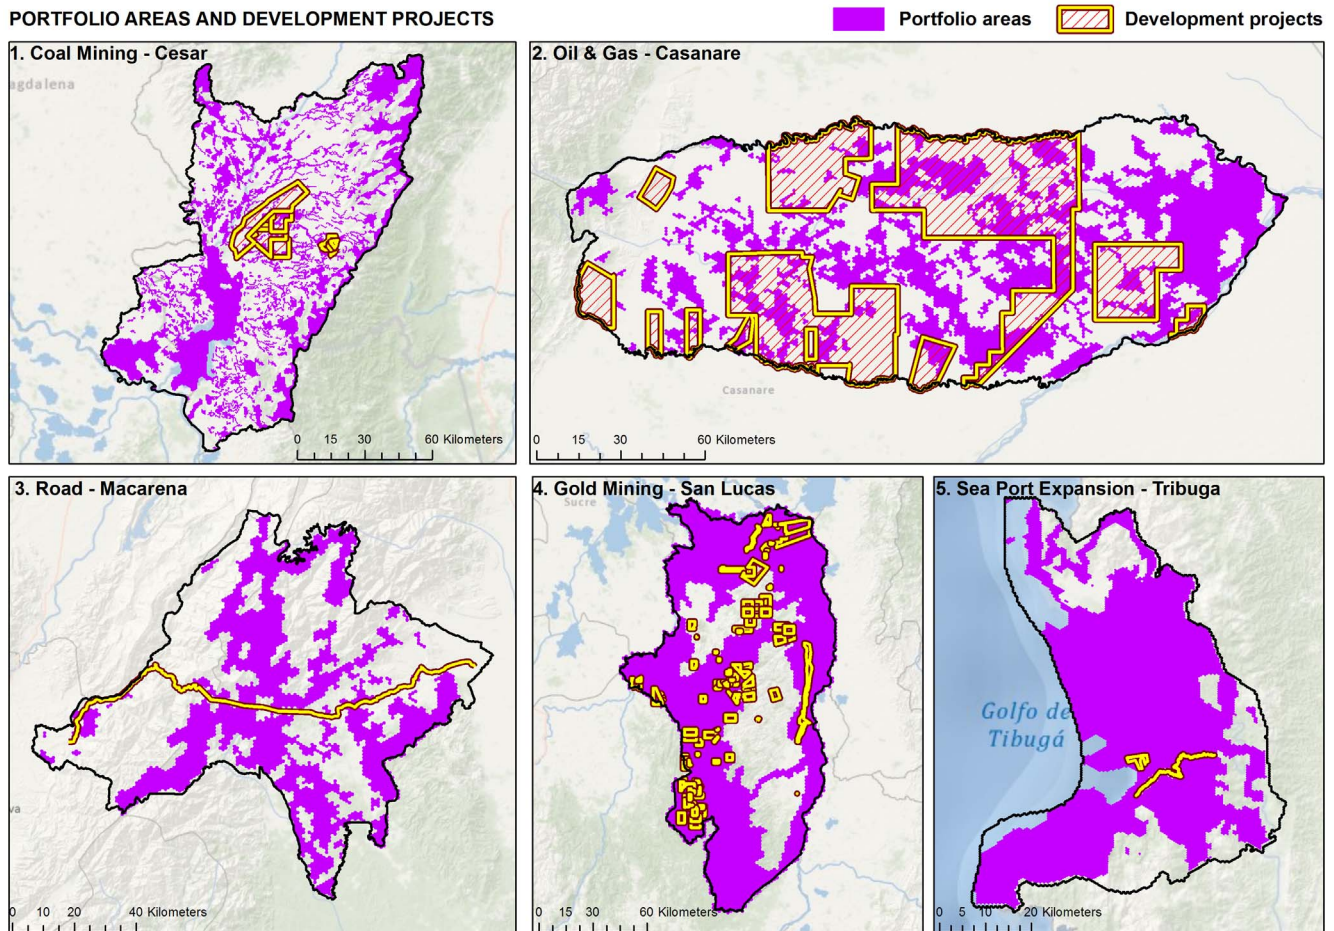 PORTFOLIO AREAS AND DEVELOPMENT PROJECTS
Portfolio areas
Development projects
1. Coal Mining - Cesar
agdalena
0 15 30 60 Kilometers
2. Oil & Gas - Casanare
Casanare
0 15 30 60 Kilometers
3. Road - Macarena
va
0 10 20 40 Kilometers
4. Gold Mining - San Lucas
Sucre
0 15 30 60 Kilometers
5. Sea Port Expansion - Tribuga
Golfo de
Tibugá
0 5 10 20 Kilometers